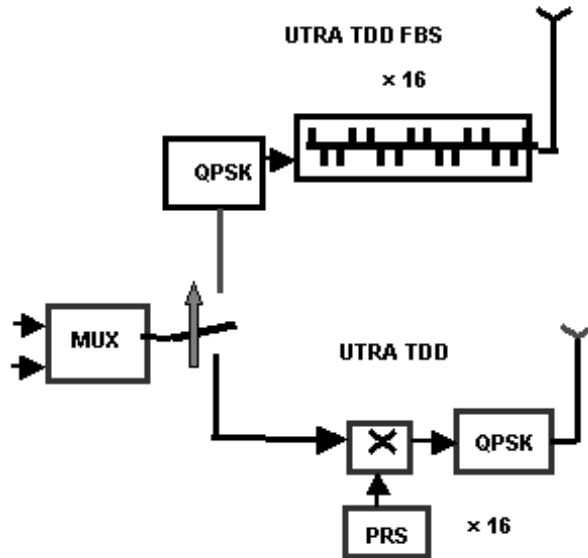 UTRA TDD FBS
× 16
QPSK
MUX
UTRA TDD
QPSK
PRS
× 16